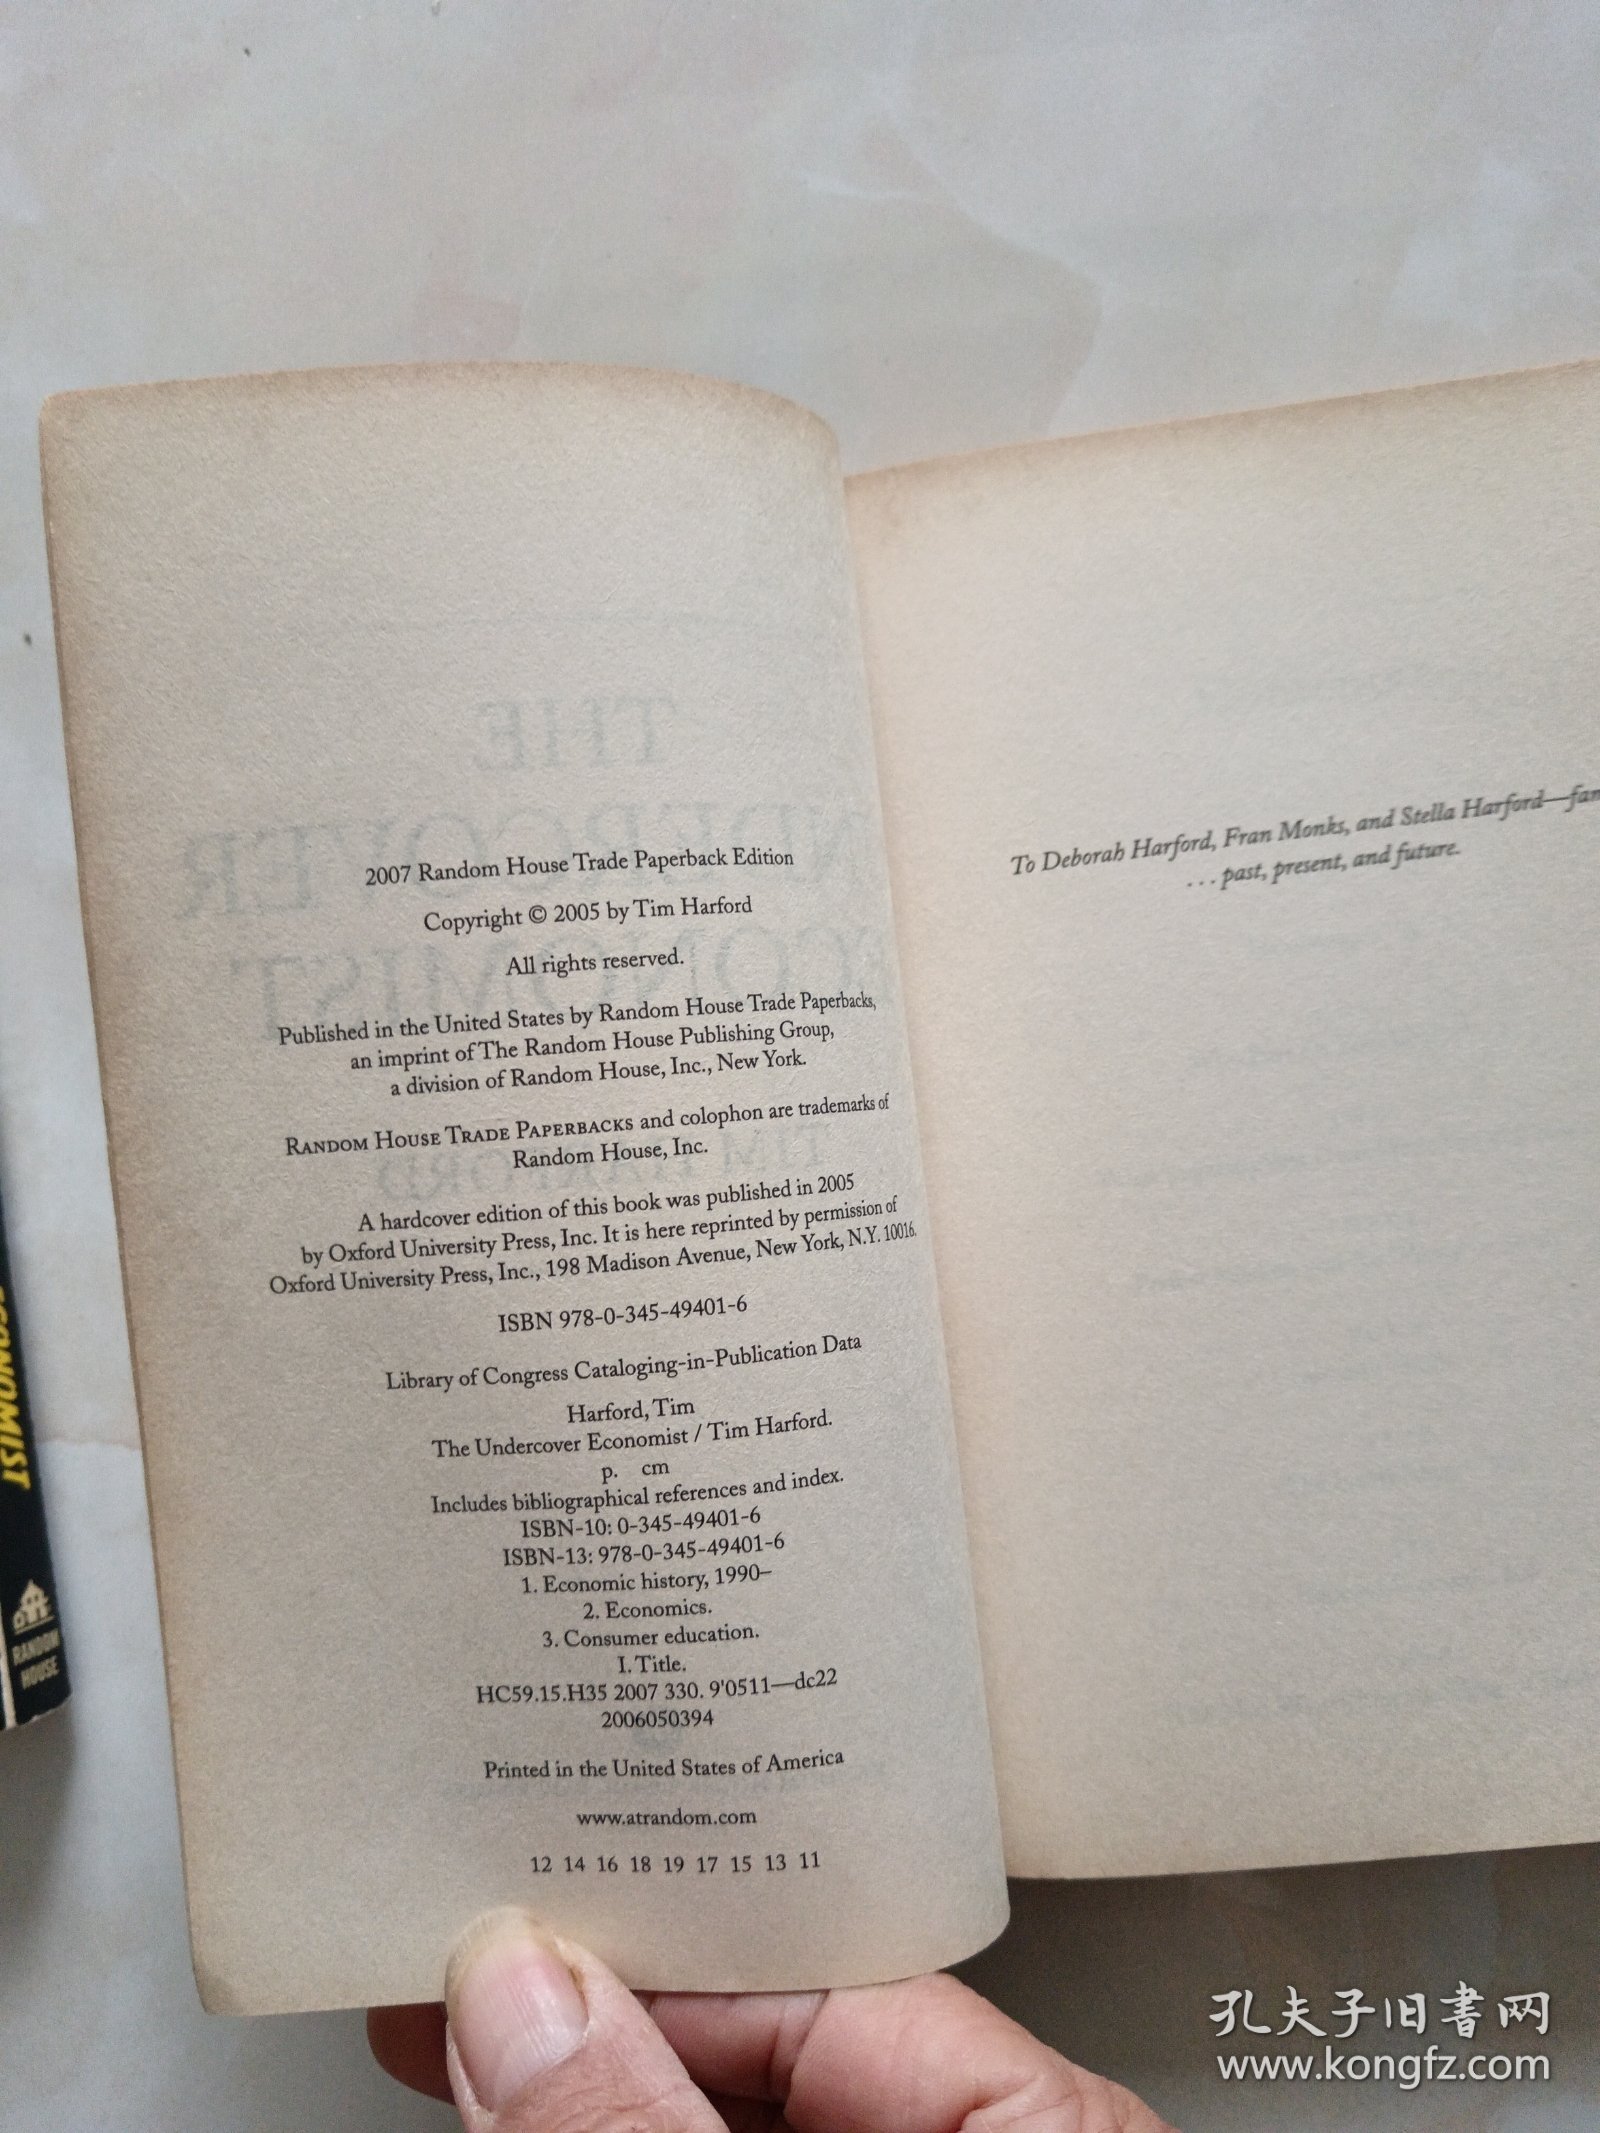 2007 Random House Trade Paperback Edition
Copyright © 2005 by Tim Harford
All rights reserved.
Published in the United States by Random House Trade Paperbacks,
an imprint of The Random House Publishing Group,
a division of Random House, Inc., New York.
RANDOM HOUSE TRADE PAPERBACKS and colophon are trademarks of
Random House, Inc.
A hardcover edition of this book was published in 2005
by Oxford University Press, Inc. It is here reprinted by permission of
Oxford University Press, Inc., 198 Madison Avenue, New York, N.Y. 10016.
ISBN 978-0-345-49401-6
Library of Congress Cataloging-in-Publication Data
Harford, Tim
The Undercover Economist / Tim Harford.
p. cm
Includes bibliographical references and index.
ISBN-10: 0-345-49401-6
ISBN-13: 978-0-345-49401-6
1. Economic history, 1990–
2. Economics.
3. Consumer education.
I. Title.
HC59.15.H35 2007 330. 9'0511—dc22
2006050394
Printed in the United States of America
www.atrandom.com
12 14 16 18 19 17 15 13 11
To Deborah Harford, Fran Monks, and Stella Harford—
. . . past, present, and future.
RANDOM
HOUSE
孔夫子旧书网
www.kongfz.com